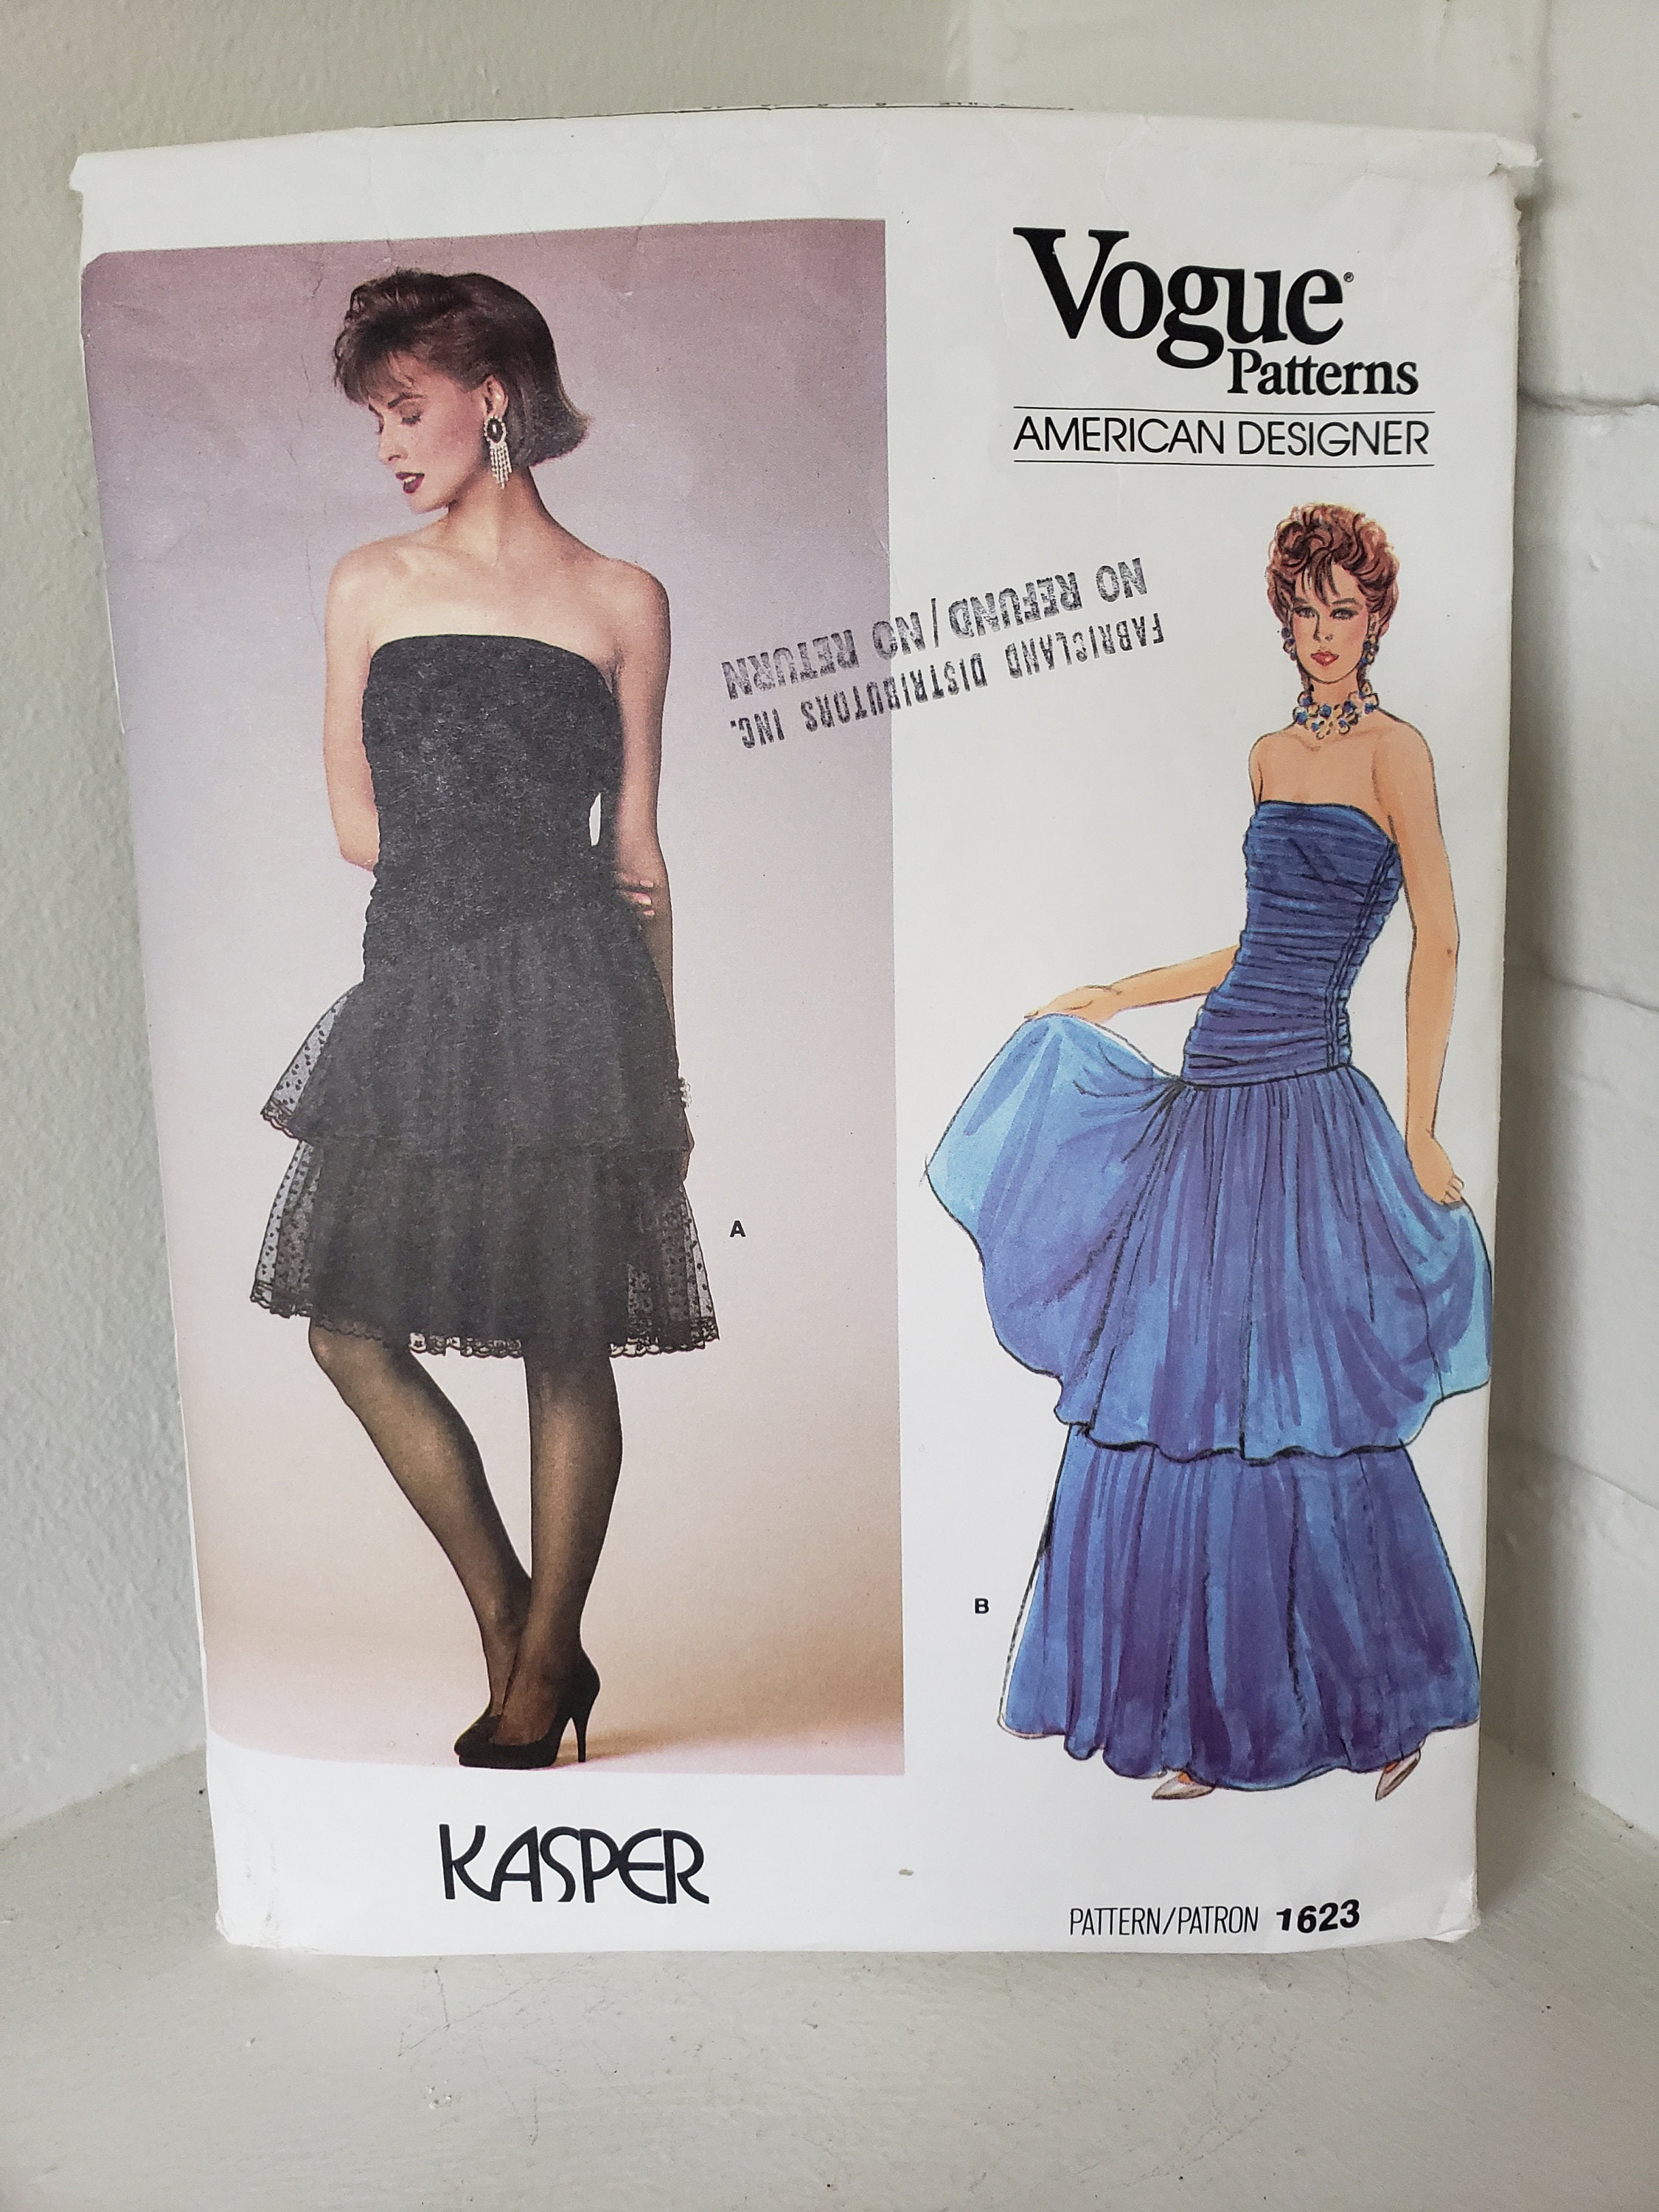 Vogue®
Patterns
AMERICAN DESIGNER
NO REFUND/NO RETURN
FABRICLAND DISTRIBUTORS INC.
A
B
KASPER
PATTERN/PATRON 1623